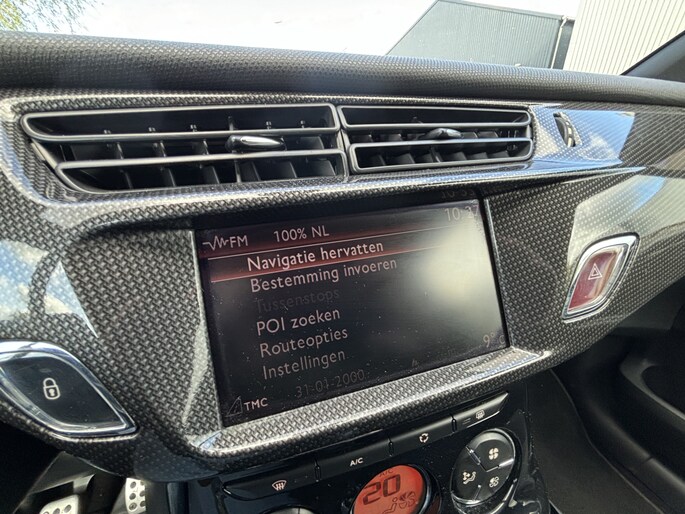 FM 100% NL
Navigatie hervatten
Bestemming invoeren
Tussenstops
POI zoeken
Routeopties
Instellingen
31-01-2000
TMC
A/C
20